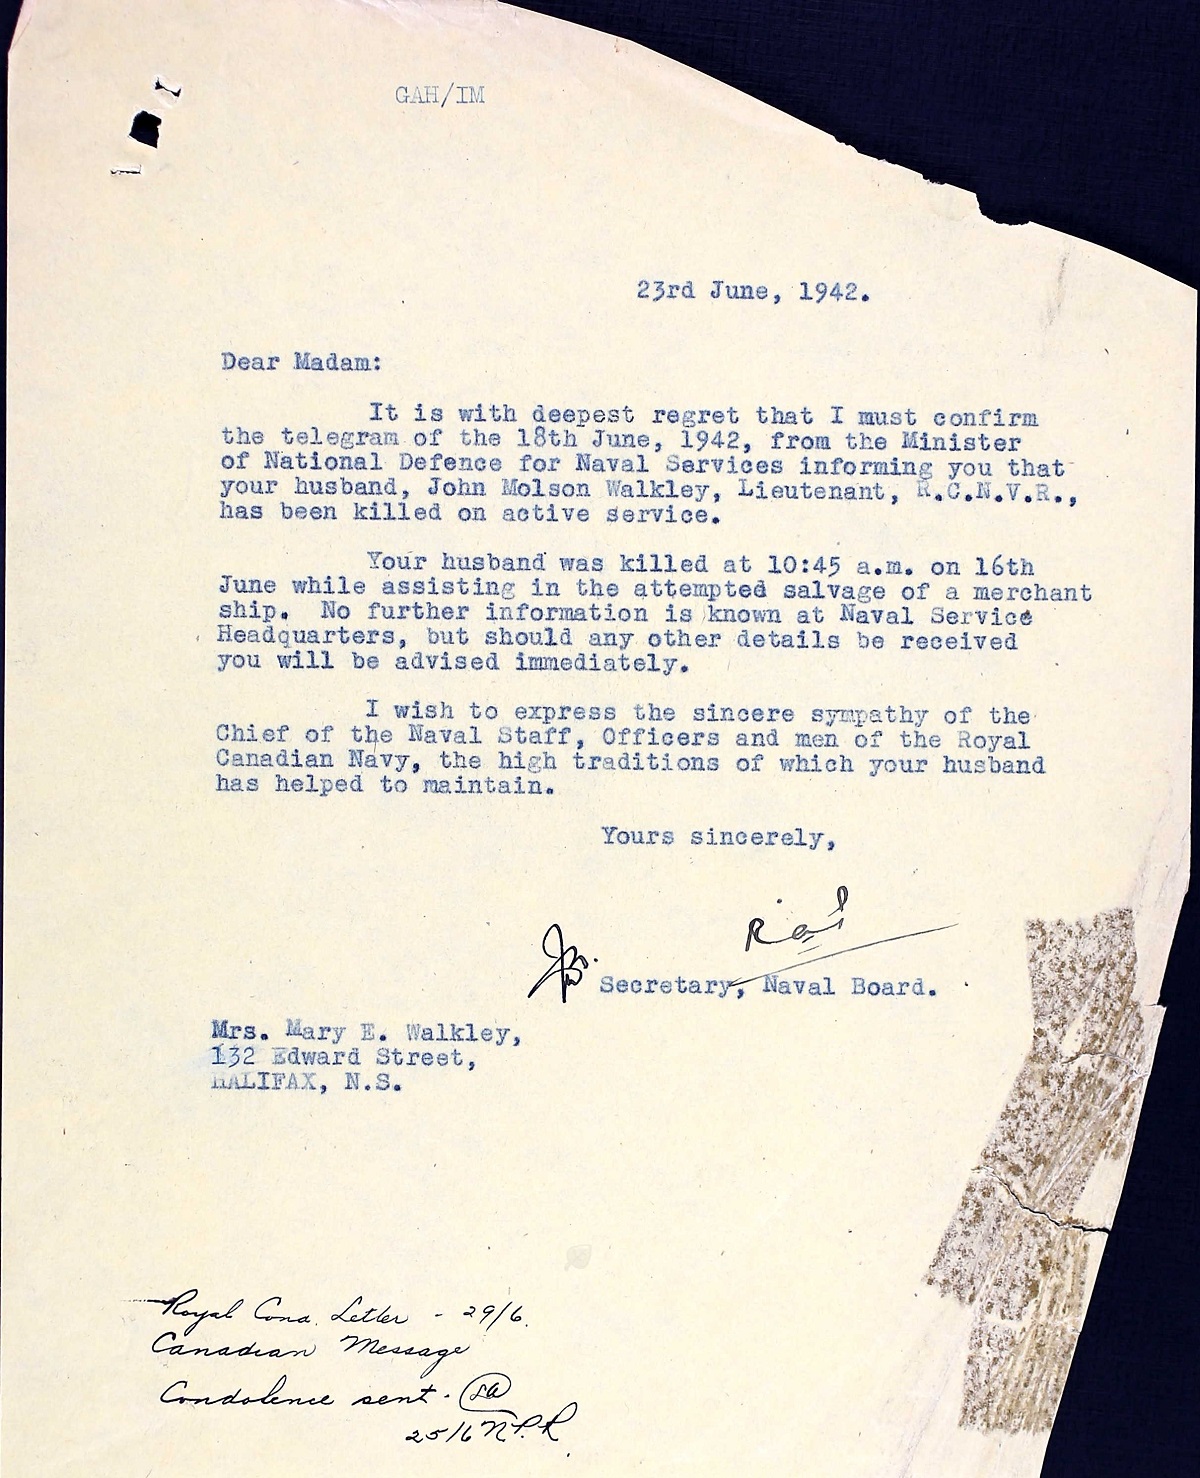 GAH/IM
23rd June, 1942.
Dear Madam:
It is with deepest regret that I must confirm
the telegram of the 18th June, 1942, from the Minister
of National Defence for Naval Services informing you that
your husband, John Molson Walkley, Lieutenant, R.C.N.V.R.,
has been killed on active service.
Your husband was killed at 10:45 a.m. on 16th
June while assisting in the attempted salvage of a merchant
ship. No further information is known at Naval Service
Headquarters, but should any other details be received
you will be advised immediately.
I wish to express the sincere sympathy of the
Chief of the Naval Staff, Officers and men of the Royal
Canadian Navy, the high traditions of which your husband
has helped to maintain.
Yours sincerely,
Secretary, Naval Board.
Mrs. Mary E. Walkley,
132 Edward Street,
HALIFAX, N.S.
Royal Cond. Letter - 29/6.
Canadian Message
Condolence sent.
25/6 N.P.R.